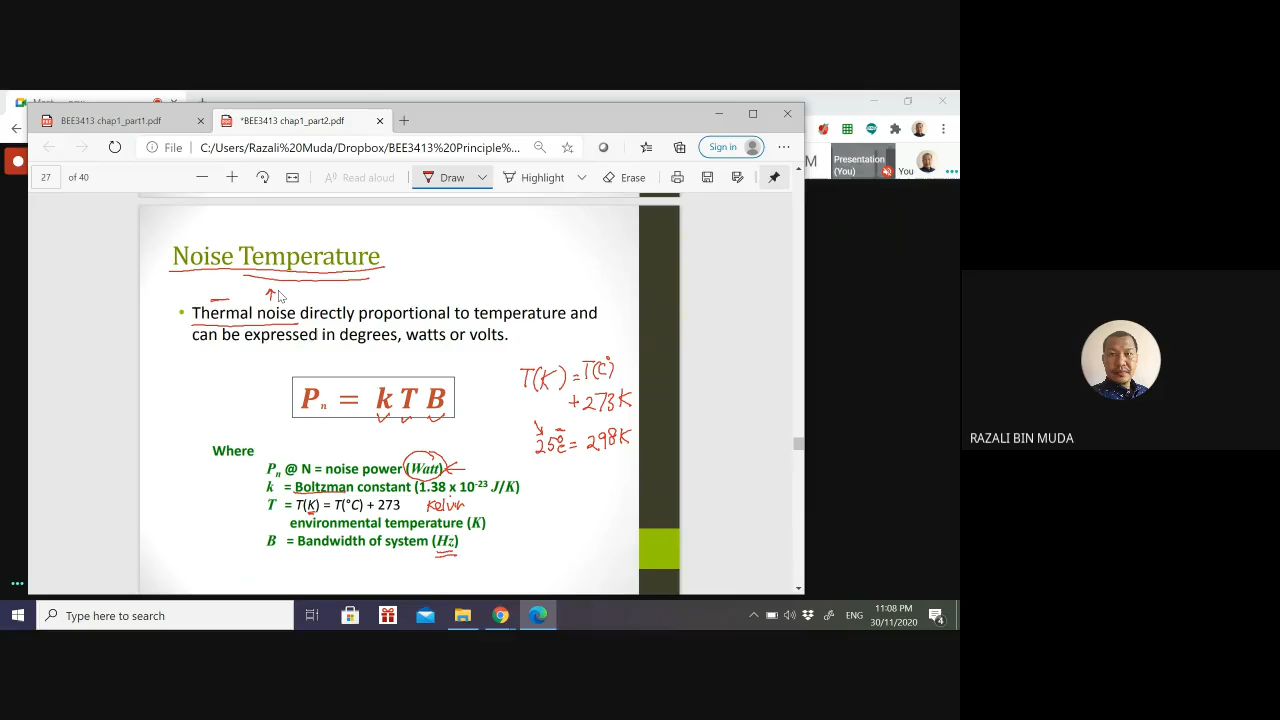 BEE3413 chap1_part1.pdf
*BEE3413 chap1_part2.pdf
File
C:/Users/Razali%20Muda/Dropbox/BEE3413%20Principle%...
Sign in
27 of 40
Read aloud
Draw
Highlight
Erase
M
Presentation
(You)
You
Noise Temperature
• Thermal noise directly proportional to temperature and
can be expressed in degrees, watts or volts.
Pn = k T B
T(K) = T(C°)
+273K
25°C = 298K
Where
Pn @ N = noise power (Watt)
k = Boltzman constant (1.38 x 10-23 J/K)
T = T(K) = T(°C) + 273
Kelvin
environmental temperature (K)
B = Bandwidth of system (Hz)
RAZALI BIN MUDA
Type here to search
ENG
11:08 PM
30/11/2020
4